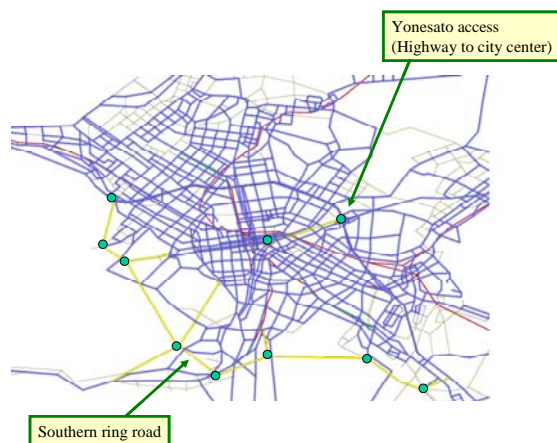 Yonesato access
(Highway to city center)
Southern ring road